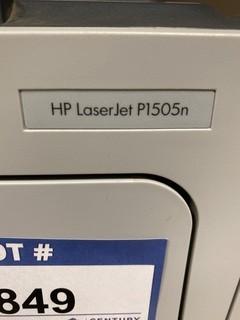 HP LaserJet P1505n
OT #
849
CENTURY